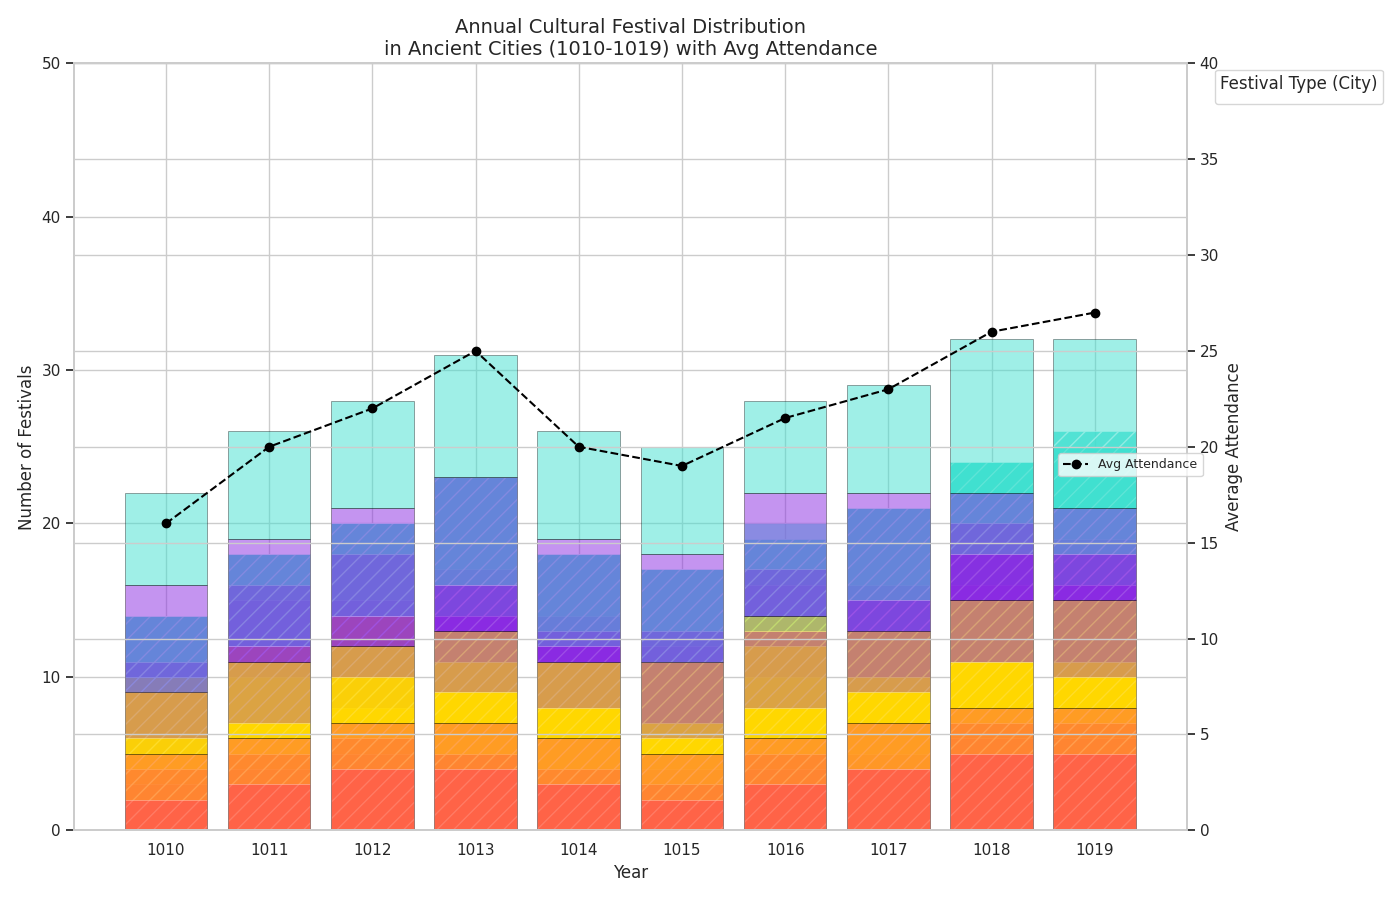 Annual Cultural Festival Distribution
in Ancient Cities (1010-1019) with Avg Attendance
Festival Type (City)
Number of Festivals
50
40
30
20
10
0
40
35
30
25
20
15
10
5
0
Average Attendance
Avg Attendance
1010 1011 1012 1013 1014 1015 1016 1017 1018 1019
Year